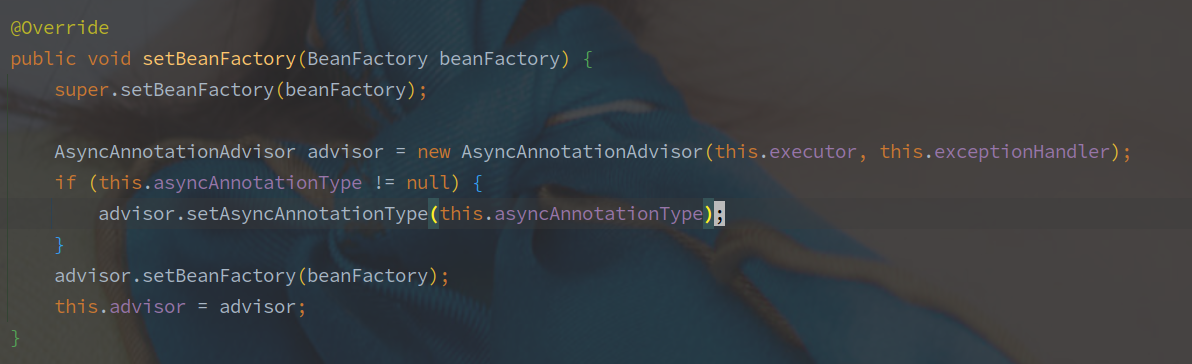 @Override
public void setBeanFactory(BeanFactory beanFactory) {
    super.setBeanFactory(beanFactory);

    AsyncAnnotationAdvisor advisor = new AsyncAnnotationAdvisor(this.executor, this.exceptionHandler);
    if (this.asyncAnnotationType != null) {
        advisor.setAsyncAnnotationType(this.asyncAnnotationType);
    }
    advisor.setBeanFactory(beanFactory);
    this.advisor = advisor;
}